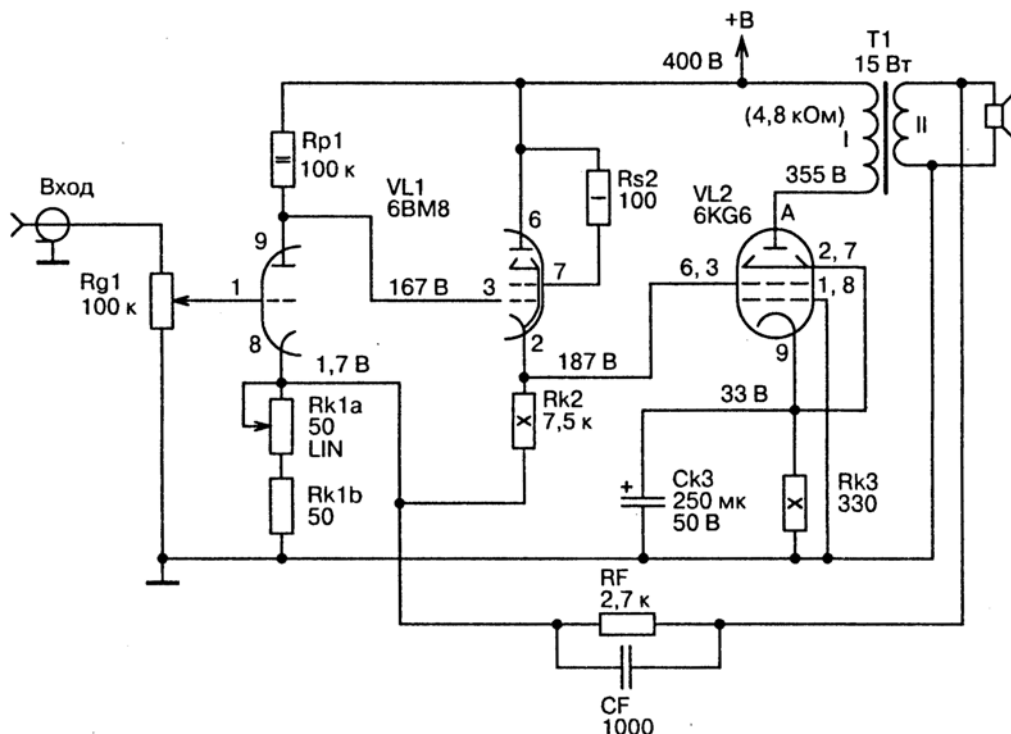 +В
T1
15 Вт
400 В
(4,8 кОм)
I
II
Rp1
100 к
VL1
6BM8
Rs2
100
355 В
VL2
6KG6
A
Вход
9
6
7
2, 7
6, 3
1, 8
Rg1
100 к
1
167 В
3
8
2
187 В
9
1,7 В
33 В
Rk1a
50
LIN
Rk2
7,5 к
Rk1b
50
+
Ck3
250 мк
50 В
Rk3
330
RF
2,7 к
CF
1000